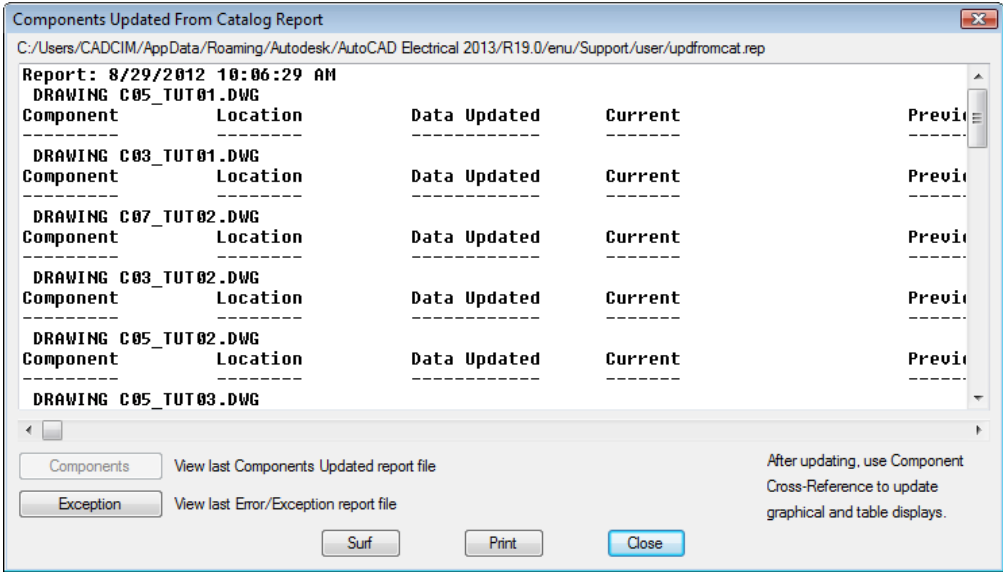 Components Updated From Catalog Report
C:/Users/CADCIM/AppData/Roaming/Autodesk/AutoCAD Electrical 2013/R19.0/enu/Support/user/updfromcat.rep
Report: 8/29/2012 10:06:29 AM
DRAWING C05_TUT01.DWG
Component Location Data Updated Current Previ
--------- -------- ------------ ------- ------
DRAWING C03_TUT01.DWG
Component Location Data Updated Current Previ
--------- -------- ------------ ------- ------
DRAWING C07_TUT02.DWG
Component Location Data Updated Current Previ
--------- -------- ------------ ------- ------
DRAWING C03_TUT02.DWG
Component Location Data Updated Current Previ
--------- -------- ------------ ------- ------
DRAWING C05_TUT02.DWG
Component Location Data Updated Current Previ
--------- -------- ------------ ------- ------
DRAWING C05_TUT03.DWG
Components View last Components Updated report file
Exception View last Error/Exception report file
After updating, use Component
Cross-Reference to update
graphical and table displays.
Surf Print Close